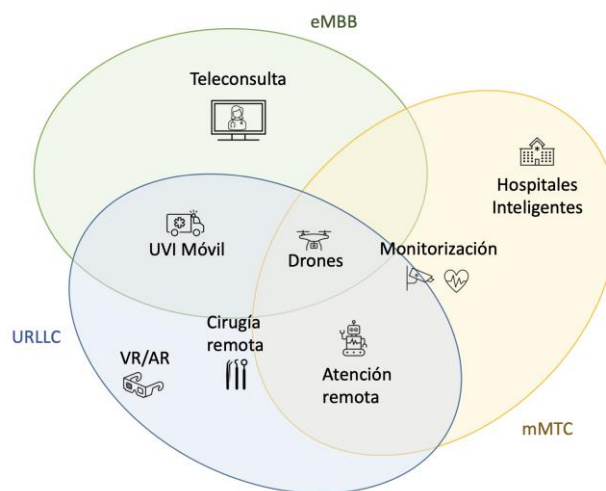 eMBB
Teleconsulta
Hospitales
Inteligentes
UVI Móvil
Drones
Monitorización
URLLC
VR/AR
Cirugía
remota
Atención
remota
mMTC